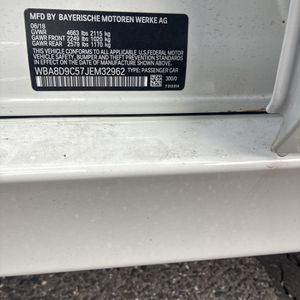 MFD BY BAYERISCHE MOTOREN WERKE AG
06/18
GVWR 4663 lbs 2115 kg
GAWR FRONT 2249 lbs 1020 kg
GAWR REAR 2579 lbs 1170 kg
THIS VEHICLE CONFORMS TO ALL APPLICABLE U.S. FEDERAL MOTOR
VEHICLE SAFETY, BUMPER, AND THEFT PREVENTION STANDARDS
IN EFFECT ON THE DATE OF MANUFACTURE SHOWN ABOVE.
WBA8D9C57JEM32962 TYPE: PASSENGER CAR
300/0